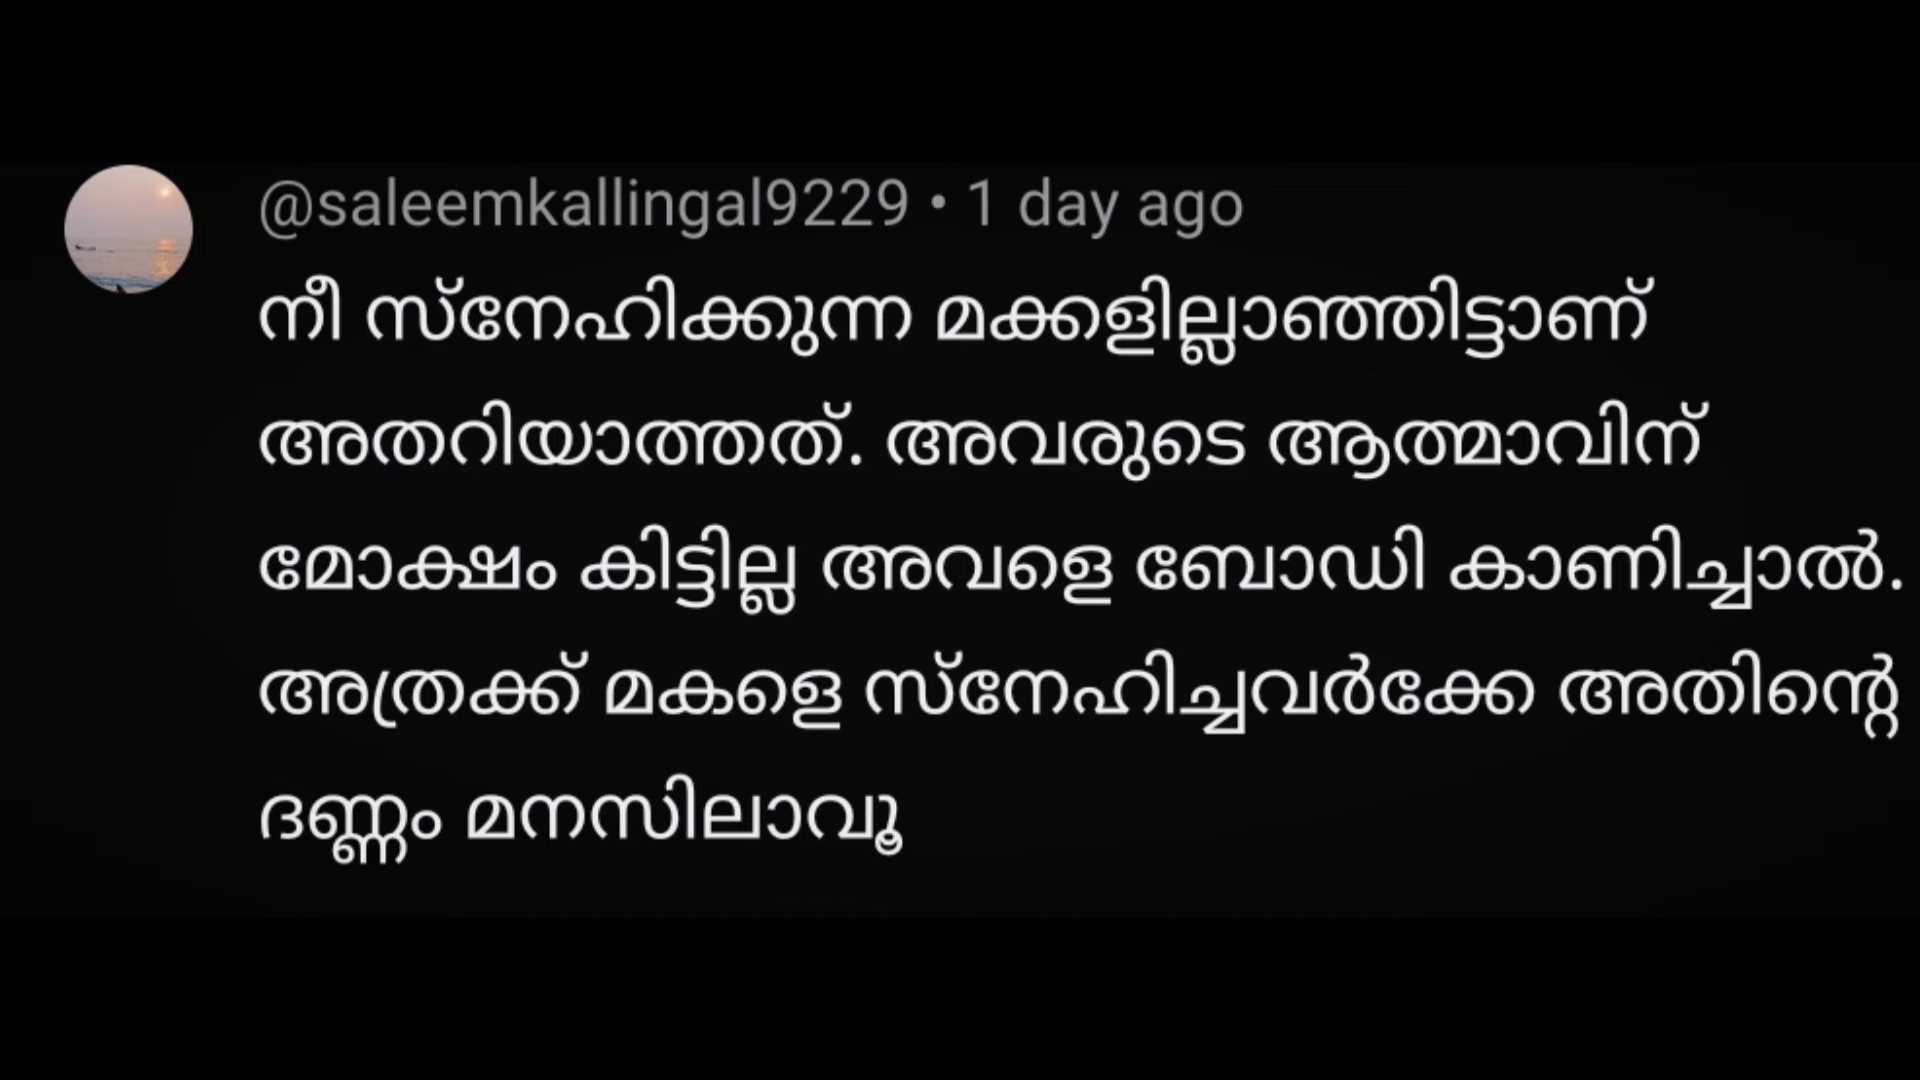 @saleemkallingal9229 • 1 day ago
നീ സ്നേഹിക്കുന്ന മക്കളില്ലാഞ്ഞിട്ടാണ്
അതറിയാത്തത്. അവരുടെ ആത്മാവിന്
മോക്ഷം കിട്ടില്ല അവളെ ബോഡി കാണിച്ചാൽ.
അത്രക്ക് മകളെ സ്നേഹിച്ചവർക്കേ അതിന്റെ
ദണ്ണം മനസിലാവൂ